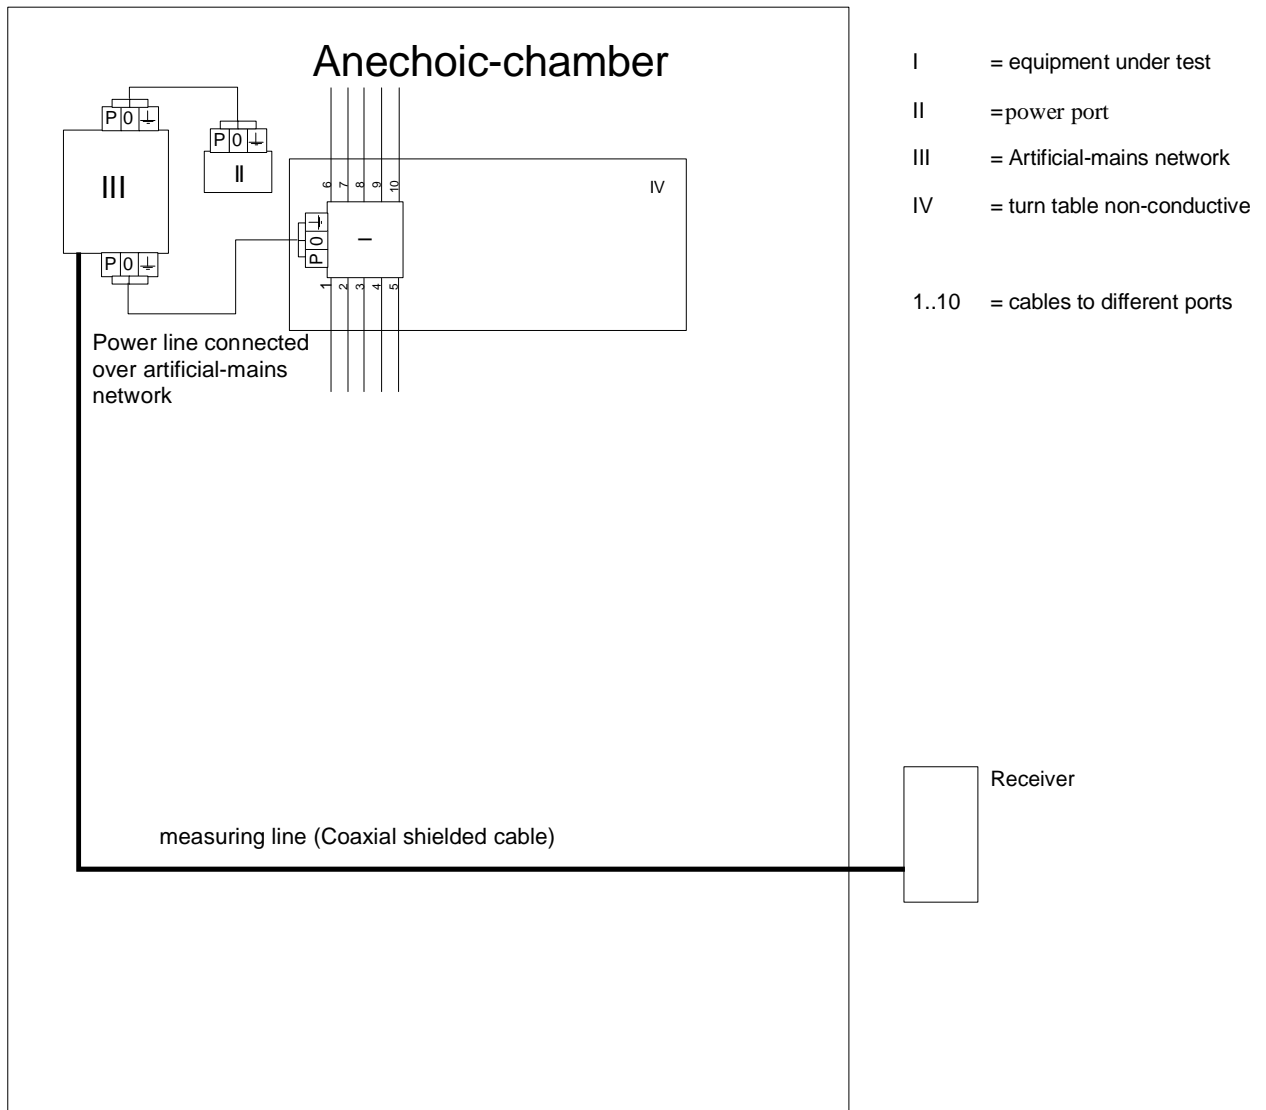 Anechoic-chamber
I = equipment under test
II =power port
III = Artificial-mains network
IV = turn table non-conductive
1..10 = cables to different ports
P 0
P 0
III
II
6 7 8 9 10
IV
P 0
I
P 0
1 2 3 4 5
Power line connected
over artificial-mains
network
Receiver
measuring line (Coaxial shielded cable)